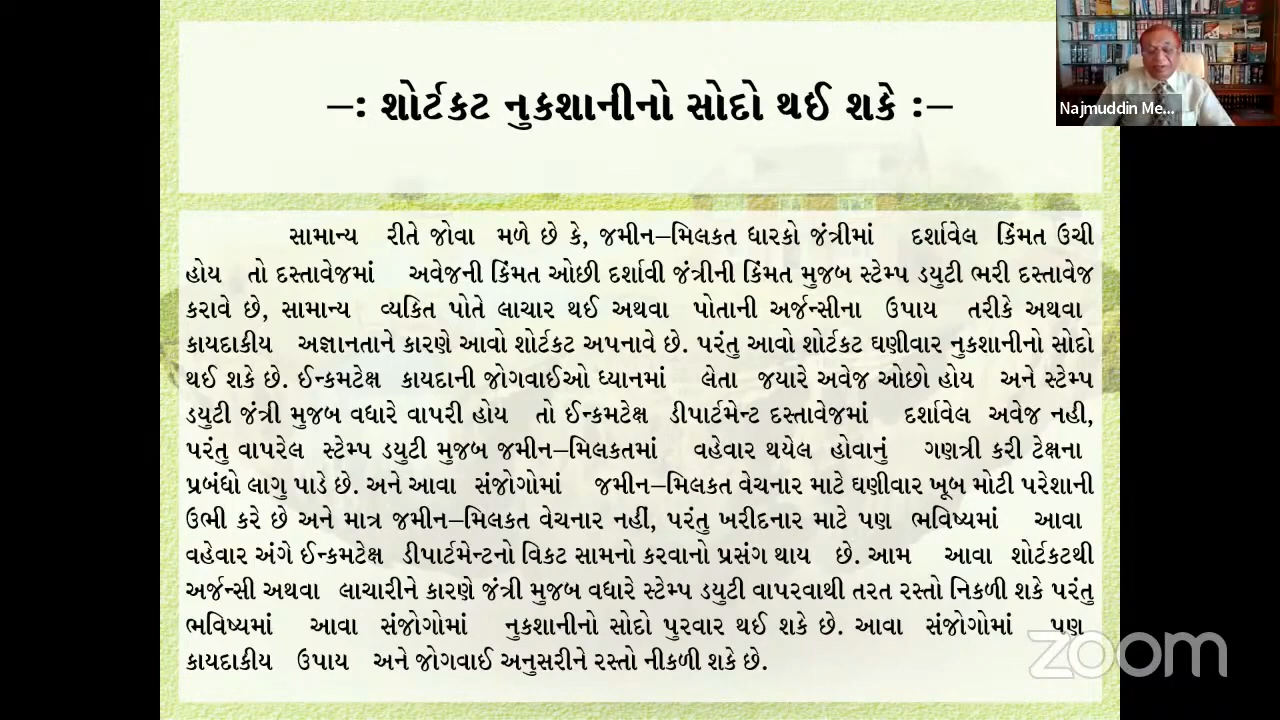 –: શોર્ટકટ નુકશાનીનો સોદો થઈ શકે :–
Najmuddin Me...
સામાન્ય રીતે જોવા મળે છે કે, જમીન–મિલકત ધારકો જંત્રીમાં દર્શાવેલ કિંમત ઉંચી
હોય તો દસ્તાવેજમાં અવેજની કિંમત ઓછી દર્શાવી જંત્રીની કિંમત મુજબ સ્ટેમ્પ ડયુટી ભરી દસ્તાવેજ
કરાવે છે, સામાન્ય વ્યકિત પોતે લાચાર થઈ અથવા પોતાની અર્જન્સીના ઉપાય તરીકે અથવા
કાયદાકીય અજ્ઞાનતાને કારણે આવો શોર્ટકટ અપનાવે છે. પરંતુ આવો શોર્ટકટ ઘણીવાર નુકશાનીનો સોદો
થઈ શકે છે. ઈન્કમટેક્ષ કાયદાની જોગવાઈઓ ધ્યાનમાં લેતા જયારે અવેજ ઓછો હોય અને સ્ટેમ્પ
ડયુટી જંત્રી મુજબ વધારે વાપરી હોય તો ઈન્કમટેક્ષ ડીપાર્ટમેન્ટ દસ્તાવેજમાં દર્શાવેલ અવેજ નહી,
પરંતુ વાપરેલ સ્ટેમ્પ ડયુટી મુજબ જમીન–મિલકતમાં વહેવાર થયેલ હોવાનું ગણત્રી કરી ટેક્ષના
પ્રબંધો લાગુ પાડે છે. અને આવા સંજોગોમાં જમીન–મિલકત વેચનાર માટે ઘણીવાર ખૂબ મોટી પરેશાની
ઉભી કરે છે અને માત્ર જમીન–મિલકત વેચનાર નહીં, પરંતુ ખરીદનાર માટે પણ ભવિષ્યમાં આવા
વહેવાર અંગે ઈન્કમટેક્ષ ડીપાર્ટમેન્ટનો વિકટ સામનો કરવાનો પ્રસંગ થાય છે. આમ આવા શોર્ટકટથી
અર્જન્સી અથવા લાચારીને કારણે જંત્રી મુજબ વધારે સ્ટેમ્પ ડયુટી વાપરવાથી તરત રસ્તો નિકળી શકે પરંતુ
ભવિષ્યમાં આવા સંજોગોમાં નુકશાનીનો સોદો પુરવાર થઈ શકે છે. આવા સંજોગોમાં પણ
કાયદાકીય ઉપાય અને જોગવાઈ અનુસરીને રસ્તો નીકળી શકે છે.
zoom